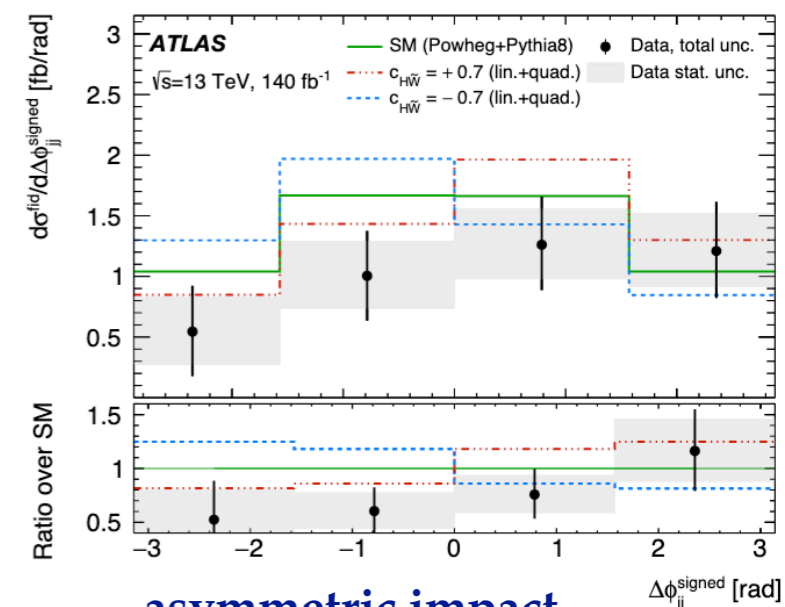 ATLAS
√s=13 TeV, 140 fb⁻¹
SM (Powheg+Pythia8)
c_HW̃ = + 0.7 (lin.+quad.)
c_HW̃ = − 0.7 (lin.+quad.)
Data, total unc.
Data stat. unc.
dσ^fid/dΔϕ_jj^signed [fb/rad]
3
2.5
2
1.5
1
0.5
Ratio over SM
1.5
1
0.5
−3 −2 −1 0 1 2 3
Δϕ_jj^signed [rad]
asymmetric impact